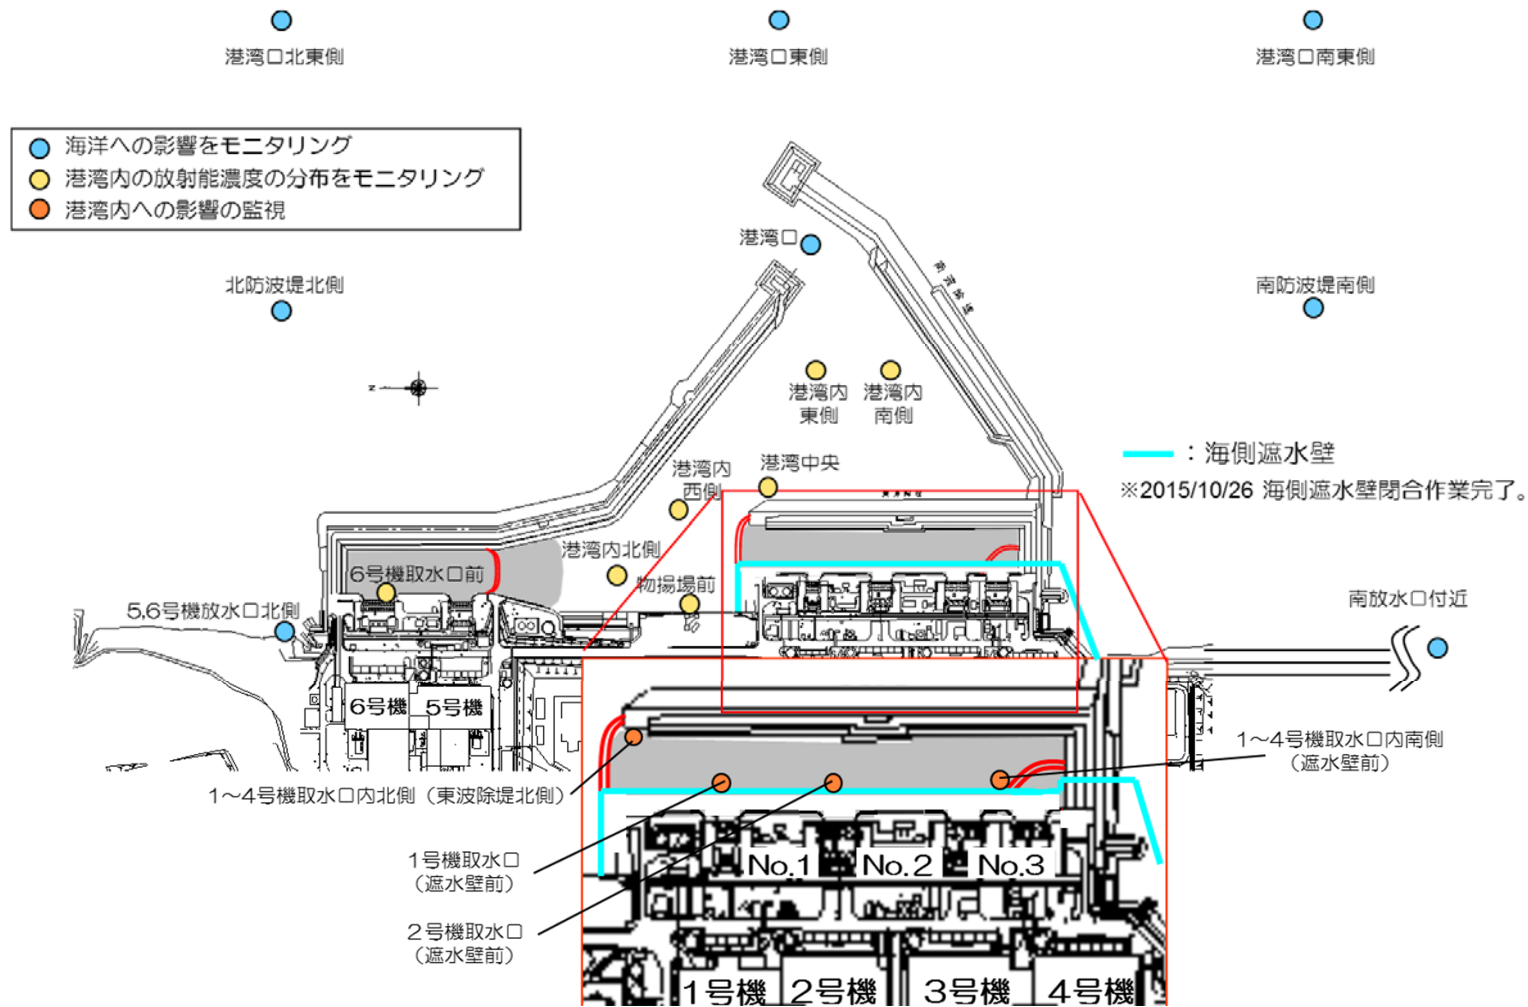 港湾口北東側
港湾口東側
港湾口南東側
海洋への影響をモニタリング
港湾内の放射能濃度の分布をモニタリング
港湾内への影響の監視
港湾口
北防波堤北側
南防波堤南側
N
港湾内
東側
港湾内
南側
:海側遮水壁
※2015/10/26 海側遮水壁閉合作業完了。
港湾内
西側
港湾中央
港湾内北側
6号機取水口前
物揚場前
5,6号機放水口北側
南放水口付近
6号機
5号機
1〜4号機取水口内南側
(遮水壁前)
1〜4号機取水口内北側(東波除堤北側)
1号機取水口
(遮水壁前)
No.1
No.2
No.3
2号機取水口
(遮水壁前)
1号機
2号機
3号機
4号機